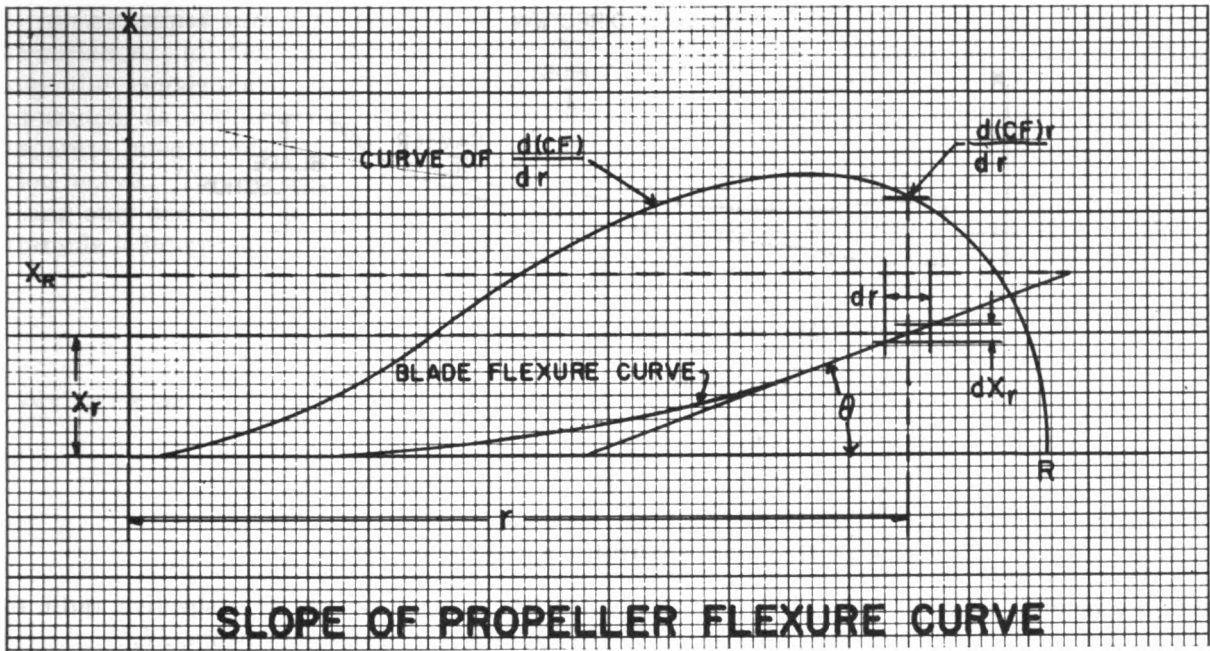 X
CURVE OF d(CF)
dr
d(CF)r
dr
XR
dr
BLADE FLEXURE CURVE
Xr
θ
dXr
R
r
SLOPE OF PROPELLER FLEXURE CURVE